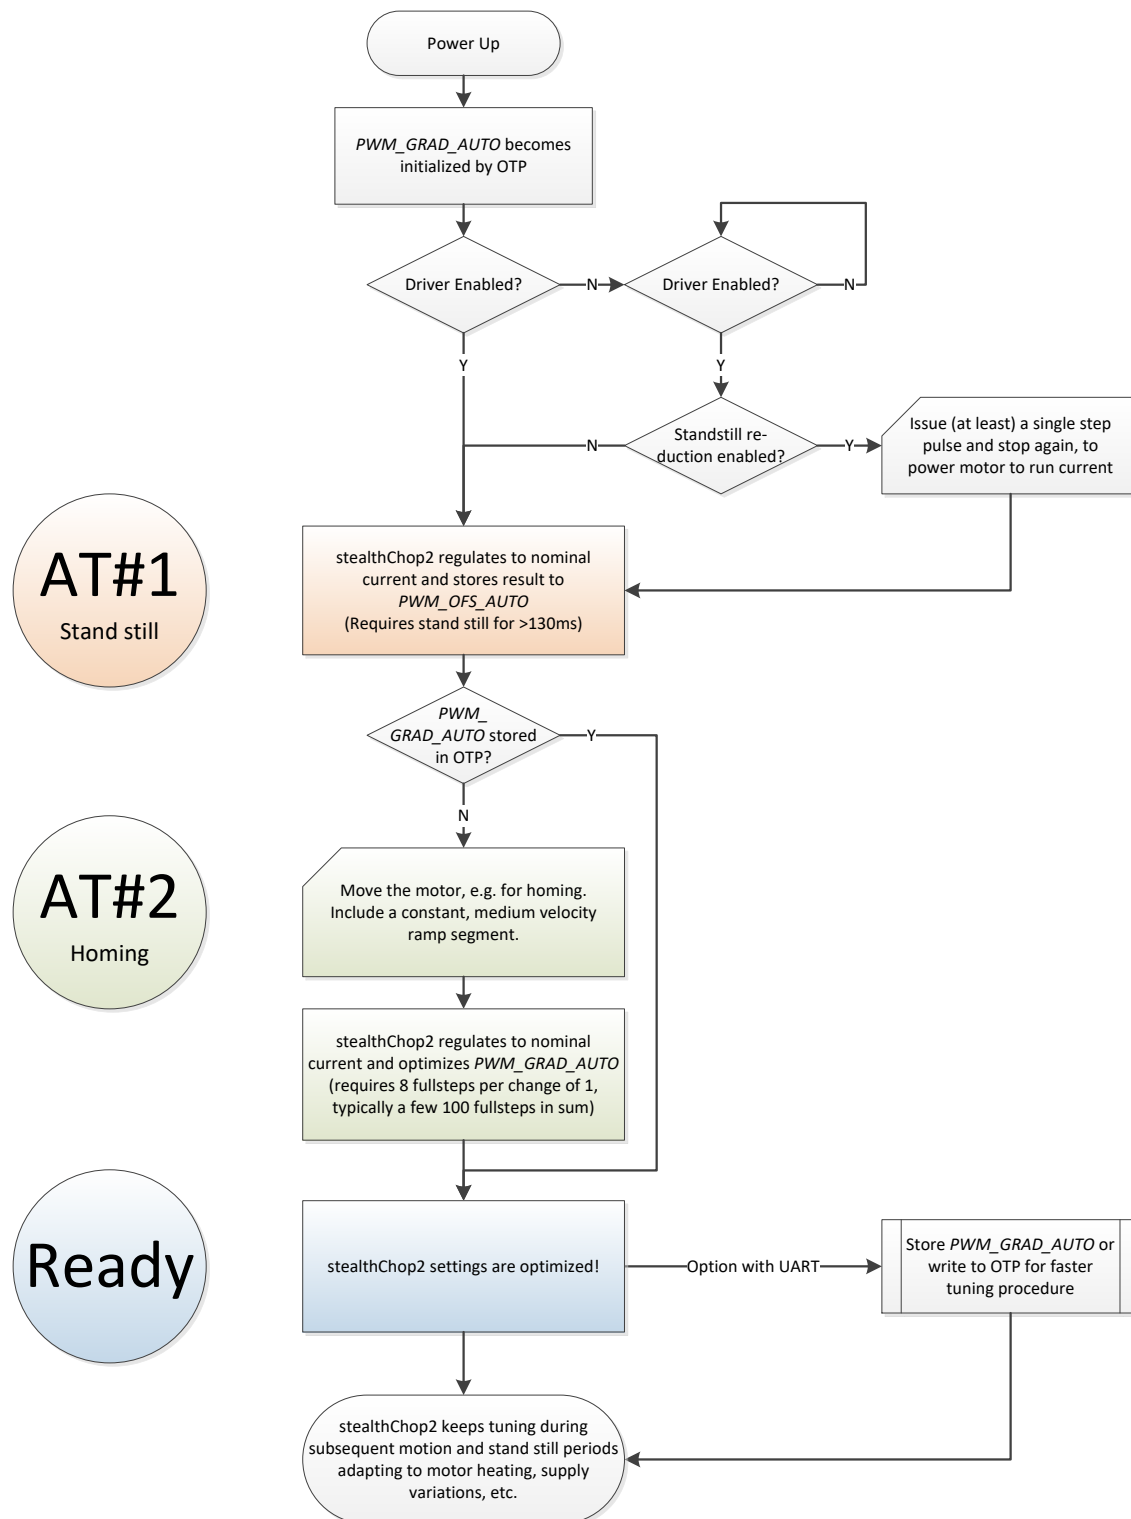 Power Up
PWM_GRAD_AUTO becomes
initialized by OTP
Driver Enabled?
N
Driver Enabled?
N
Y
Y
Standstill re-
duction enabled?
N
Y
Issue (at least) a single step
pulse and stop again, to
power motor to run current
AT#1
Stand still
stealthChop2 regulates to nominal
current and stores result to
PWM_OFS_AUTO
(Requires stand still for >130ms)
PWM_
GRAD_AUTO stored
in OTP?
Y
N
AT#2
Homing
Move the motor, e.g. for homing.
Include a constant, medium velocity
ramp segment.
stealthChop2 regulates to nominal
current and optimizes PWM_GRAD_AUTO
(requires 8 fullsteps per change of 1,
typically a few 100 fullsteps in sum)
Ready
stealthChop2 settings are optimized!
Option with UART
Store PWM_GRAD_AUTO or
write to OTP for faster
tuning procedure
stealthChop2 keeps tuning during
subsequent motion and stand still periods
adapting to motor heating, supply
variations, etc.